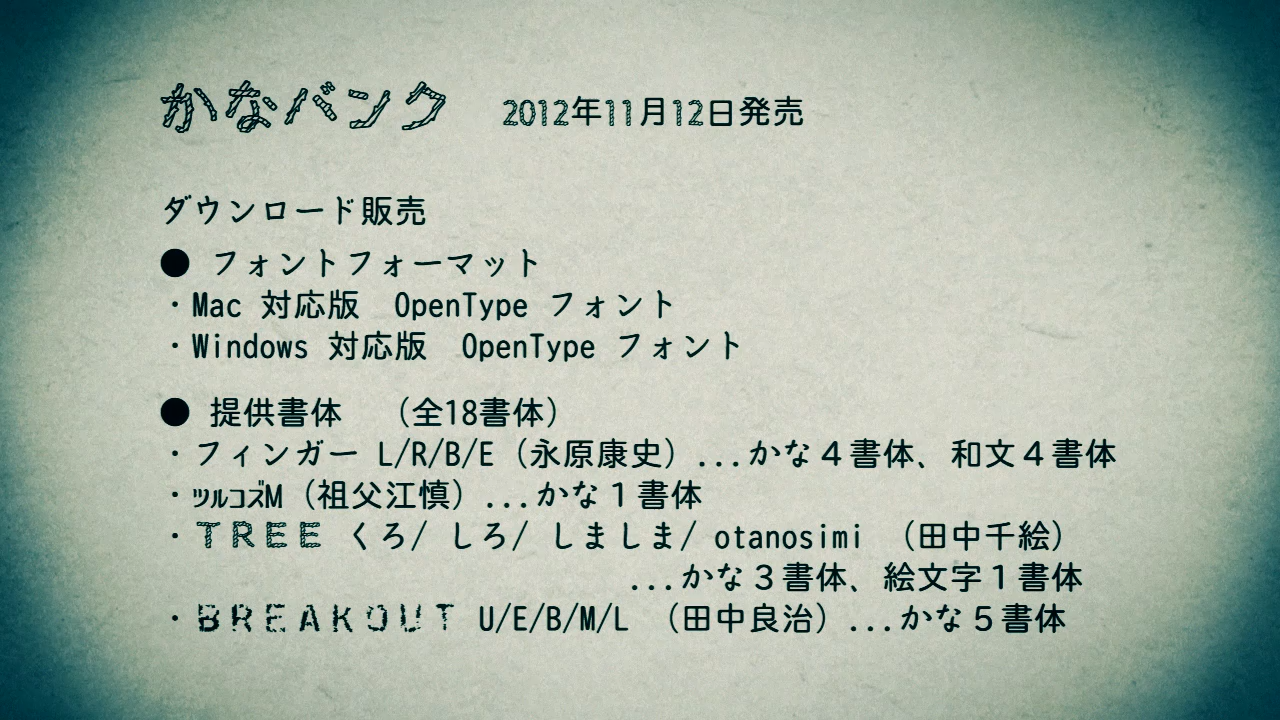 かなバンク 2012年11月12日発売
ダウンロード販売
● フォントフォーマット
・Mac 対応版 OpenType フォント
・Windows 対応版 OpenType フォント
● 提供書体 （全18書体）
・フィンガー L/R/B/E（永原康史）...かな４書体、和文４書体
・ツルコズM（祖父江慎）...かな１書体
・TREE くろ/ しろ/ しましま/ otanosimi （田中千絵）
...かな３書体、絵文字１書体
・BREAKOUT U/E/B/M/L （田中良治）...かな５書体